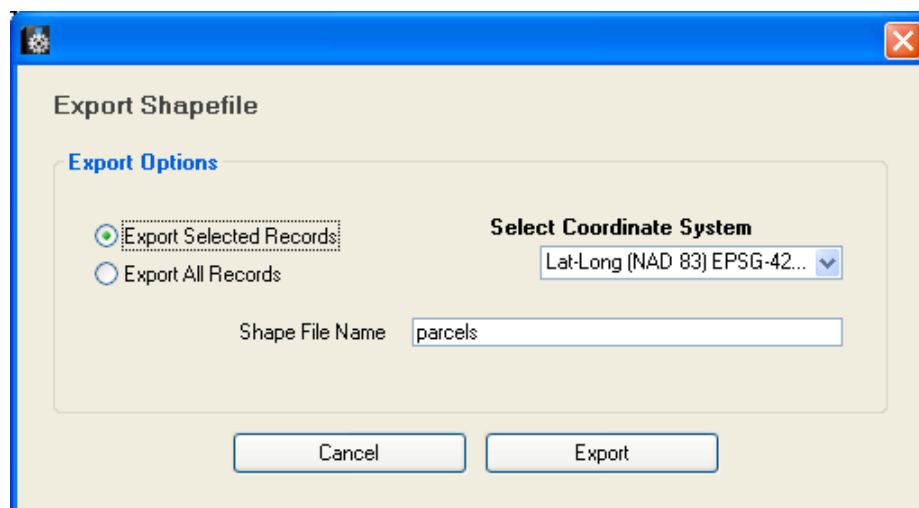 Export Shapefile
Export Options
Export Selected Records
Select Coordinate System
Export All Records
Lat-Long (NAD 83) EPSG-42...
Shape File Name
parcels
Cancel
Export